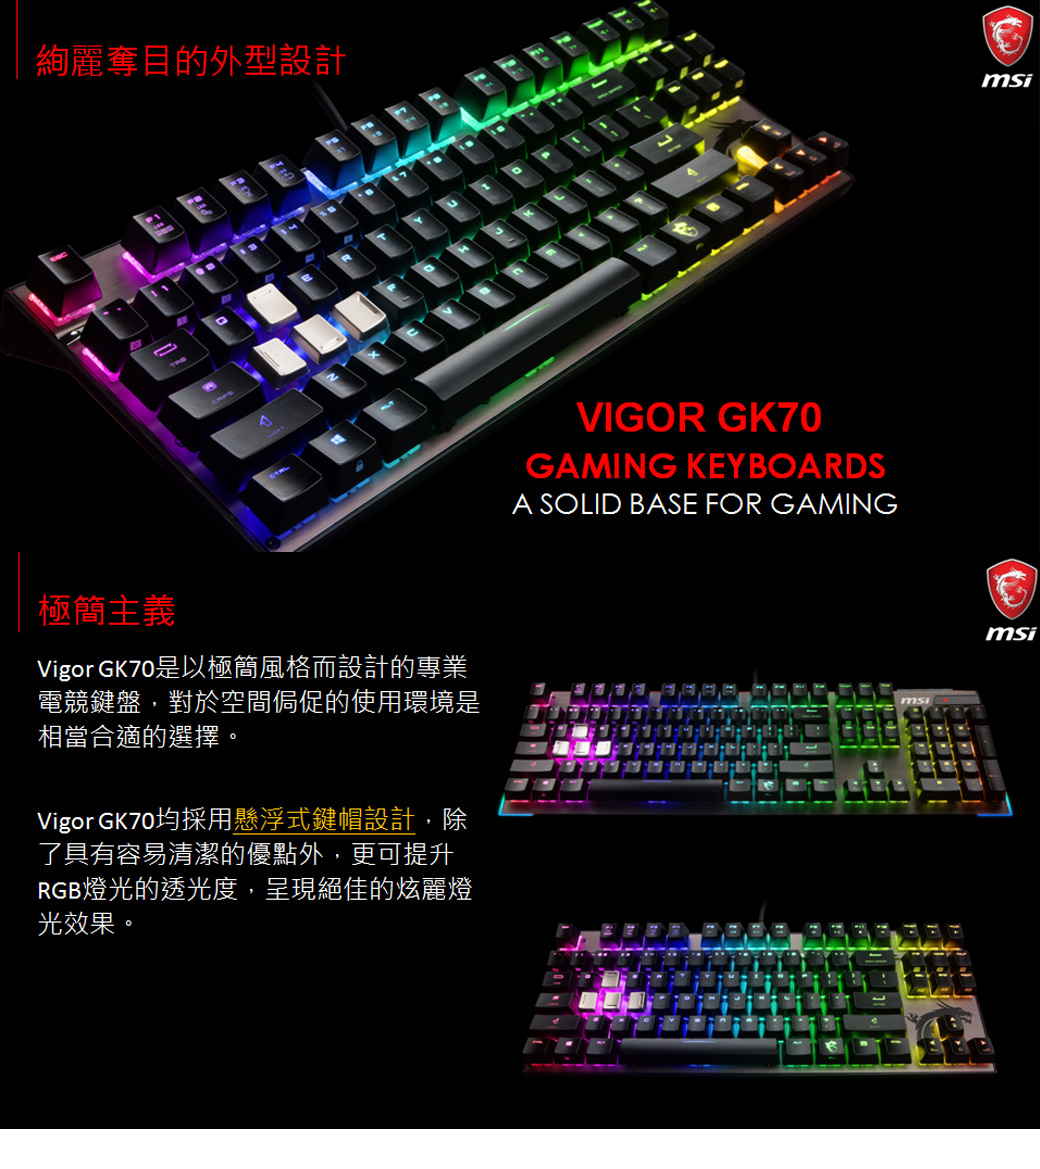 絢麗奪目的外型設計
msi
VIGOR GK70
GAMING KEYBOARDS
A SOLID BASE FOR GAMING
極簡主義
msi
Vigor GK70是以極簡風格而設計的專業
電競鍵盤，對於空間侷促的使用環境是
相當合適的選擇。
msi
Vigor GK70均採用懸浮式鍵帽設計，除
了具有容易清潔的優點外，更可提升
RGB燈光的透光度，呈現絕佳的炫麗燈
光效果。